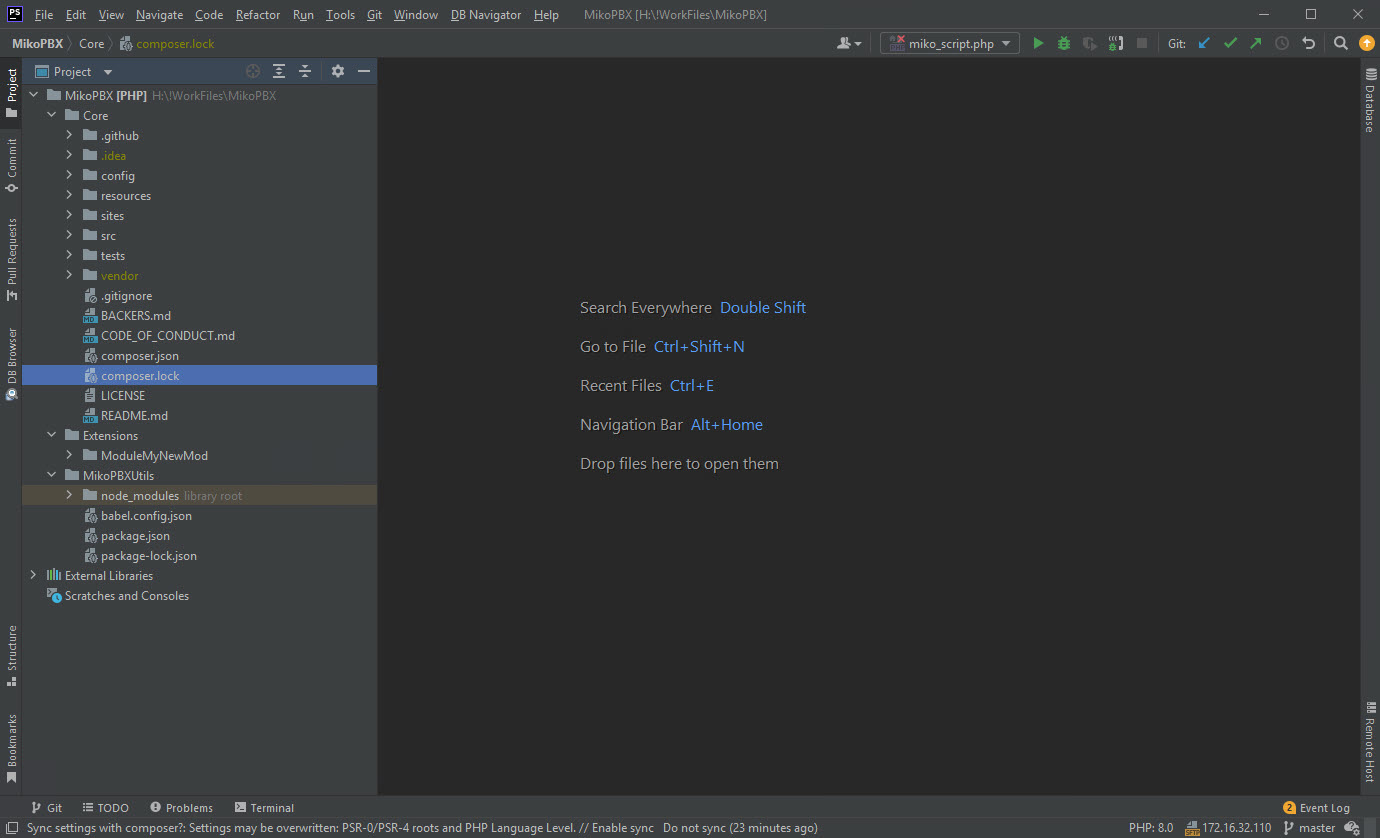 PS File Edit View Navigate Code Refactor Run Tools Git Window DB Navigator Help MikoPBX [H:\!WorkFiles\MikoPBX]
MikoPBX Core composer.lock miko_script.php Git:
Project
Project
Commit
Pull Requests
DB Browser
Structure
Bookmarks
MikoPBX [PHP] H:\!WorkFiles\MikoPBX
Core
.github
.idea
config
resources
sites
src
tests
vendor
.gitignore
MD BACKERS.md
MD CODE_OF_CONDUCT.md
composer.json
composer.lock
LICENSE
MD README.md
Extensions
ModuleMyNewMod
MikoPBXUtils
node_modules library root
babel.config.json
package.json
package-lock.json
External Libraries
Scratches and Consoles
Search Everywhere Double Shift
Go to File Ctrl+Shift+N
Recent Files Ctrl+E
Navigation Bar Alt+Home
Drop files here to open them
Database
Remote Host
Git TODO Problems Terminal 2 Event Log
Sync settings with composer?: Settings may be overwritten: PSR-0/PSR-4 roots and PHP Language Level. // Enable sync Do not sync (23 minutes ago) PHP: 8.0 SFTP 172.16.32.110 master